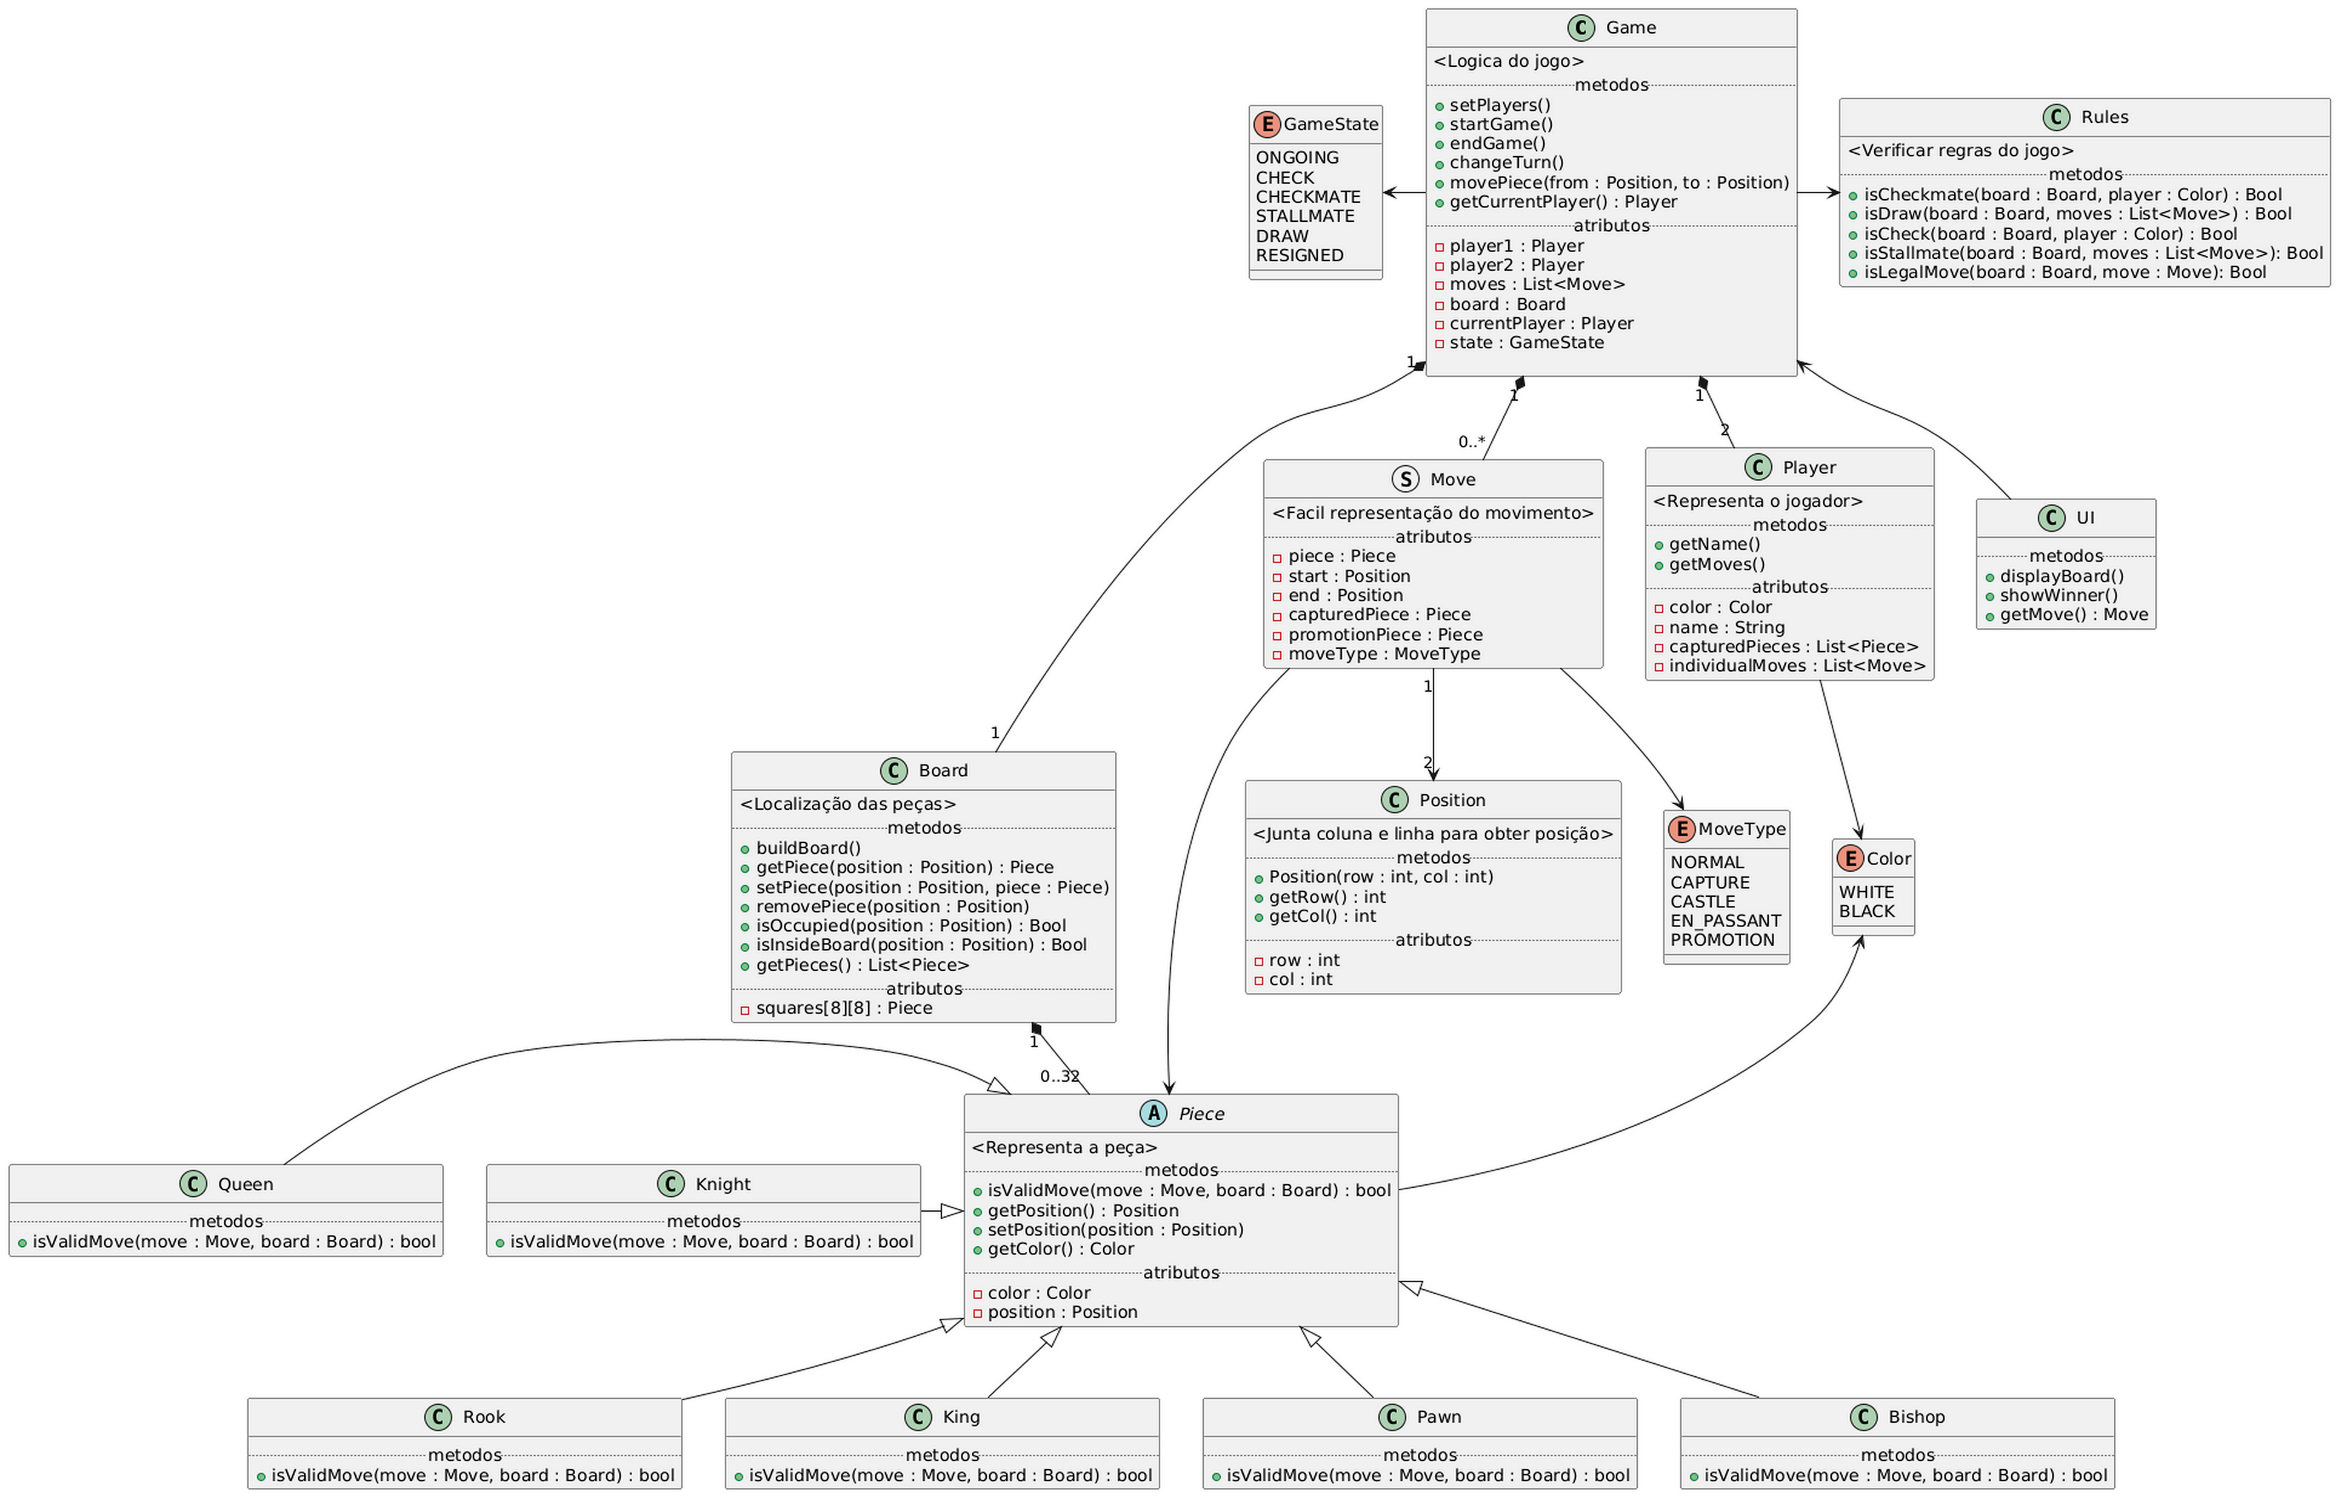 C Game
<Logica do jogo>
metodos
setPlayers()
startGame()
endGame()
changeTurn()
movePiece(from : Position, to : Position)
getCurrentPlayer() : Player
atributos
player1 : Player
player2 : Player
moves : List<Move>
board : Board
currentPlayer : Player
state : GameState
E GameState
ONGOING
CHECK
CHECKMATE
STALLMATE
DRAW
RESIGNED
C Rules
<Verificar regras do jogo>
metodos
isCheckmate(board : Board, player : Color) : Bool
isDraw(board : Board, moves : List<Move>) : Bool
isCheck(board : Board, player : Color) : Bool
isStallmate(board : Board, moves : List<Move>): Bool
isLegalMove(board : Board, move : Move): Bool
1
1
1
0..*
2
1
S Move
<Facil representação do movimento>
atributos
piece : Piece
start : Position
end : Position
capturedPiece : Piece
promotionPiece : Piece
moveType : MoveType
C Player
<Representa o jogador>
metodos
getName()
getMoves()
atributos
color : Color
name : String
capturedPieces : List<Piece>
individualMoves : List<Move>
C UI
metodos
displayBoard()
showWinner()
getMove() : Move
1
2
C Board
<Localização das peças>
metodos
buildBoard()
getPiece(position : Position) : Piece
setPiece(position : Position, piece : Piece)
removePiece(position : Position)
isOccupied(position : Position) : Bool
isInsideBoard(position : Position) : Bool
getPieces() : List<Piece>
atributos
squares[8][8] : Piece
C Position
<Junta coluna e linha para obter posição>
metodos
Position(row : int, col : int)
getRow() : int
getCol() : int
atributos
row : int
col : int
E MoveType
NORMAL
CAPTURE
CASTLE
EN_PASSANT
PROMOTION
E Color
WHITE
BLACK
1
0..32
A Piece
<Representa a peça>
metodos
isValidMove(move : Move, board : Board) : bool
getPosition() : Position
setPosition(position : Position)
getColor() : Color
atributos
color : Color
position : Position
C Queen
metodos
isValidMove(move : Move, board : Board) : bool
C Knight
metodos
isValidMove(move : Move, board : Board) : bool
C Rook
metodos
isValidMove(move : Move, board : Board) : bool
C King
metodos
isValidMove(move : Move, board : Board) : bool
C Pawn
metodos
isValidMove(move : Move, board : Board) : bool
C Bishop
metodos
isValidMove(move : Move, board : Board) : bool